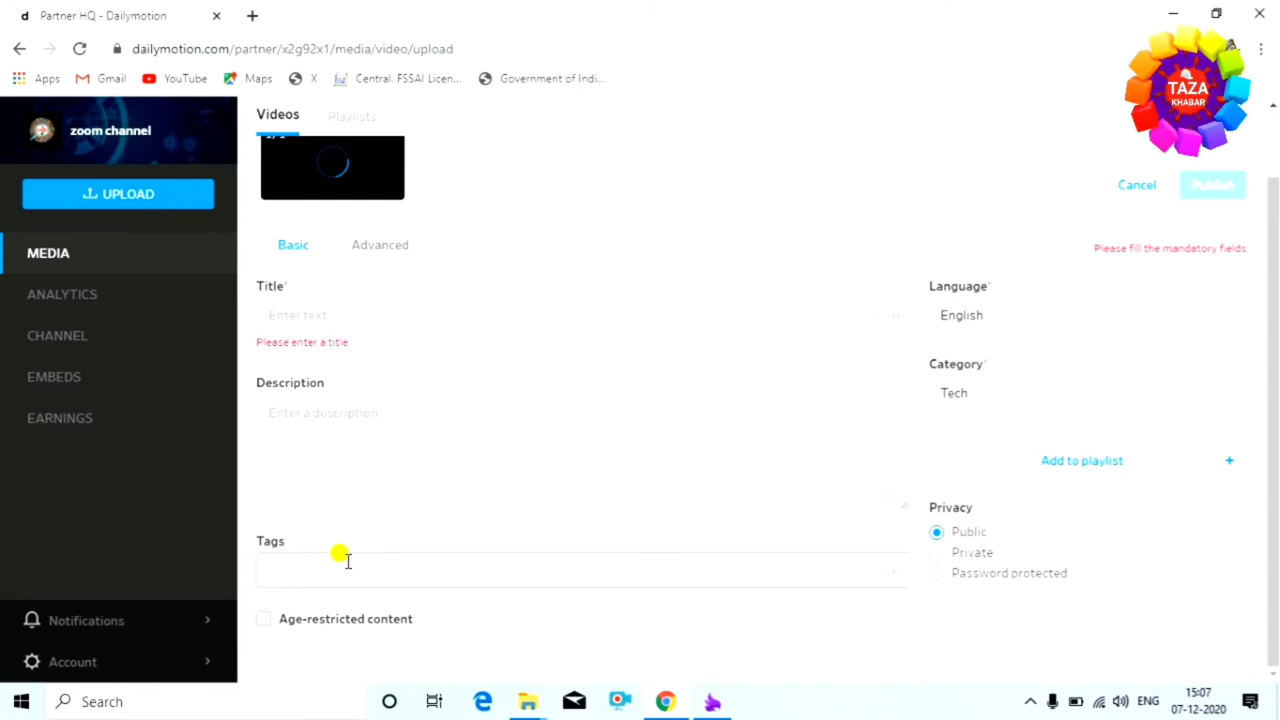 d Partner HQ - Dailymotion
dailymotion.com/partner/x2g92x1/media/video/upload
Apps Gmail YouTube Maps X Central. FSSAI Licen... Government of Indi...
TAZA
KHABAR
zoom channel
Videos Playlists
UPLOAD
Cancel Publish
Basic Advanced
Please fill the mandatory fields
MEDIA
ANALYTICS
CHANNEL
EMBEDS
EARNINGS
Title*
Enter text
Please enter a title
Language*
English
Description
Enter a description
Category*
Tech
Add to playlist +
Privacy
Public
Private
Password protected
Tags
Age-restricted content
Notifications
Account
Search
ENG
15:07
07-12-2020